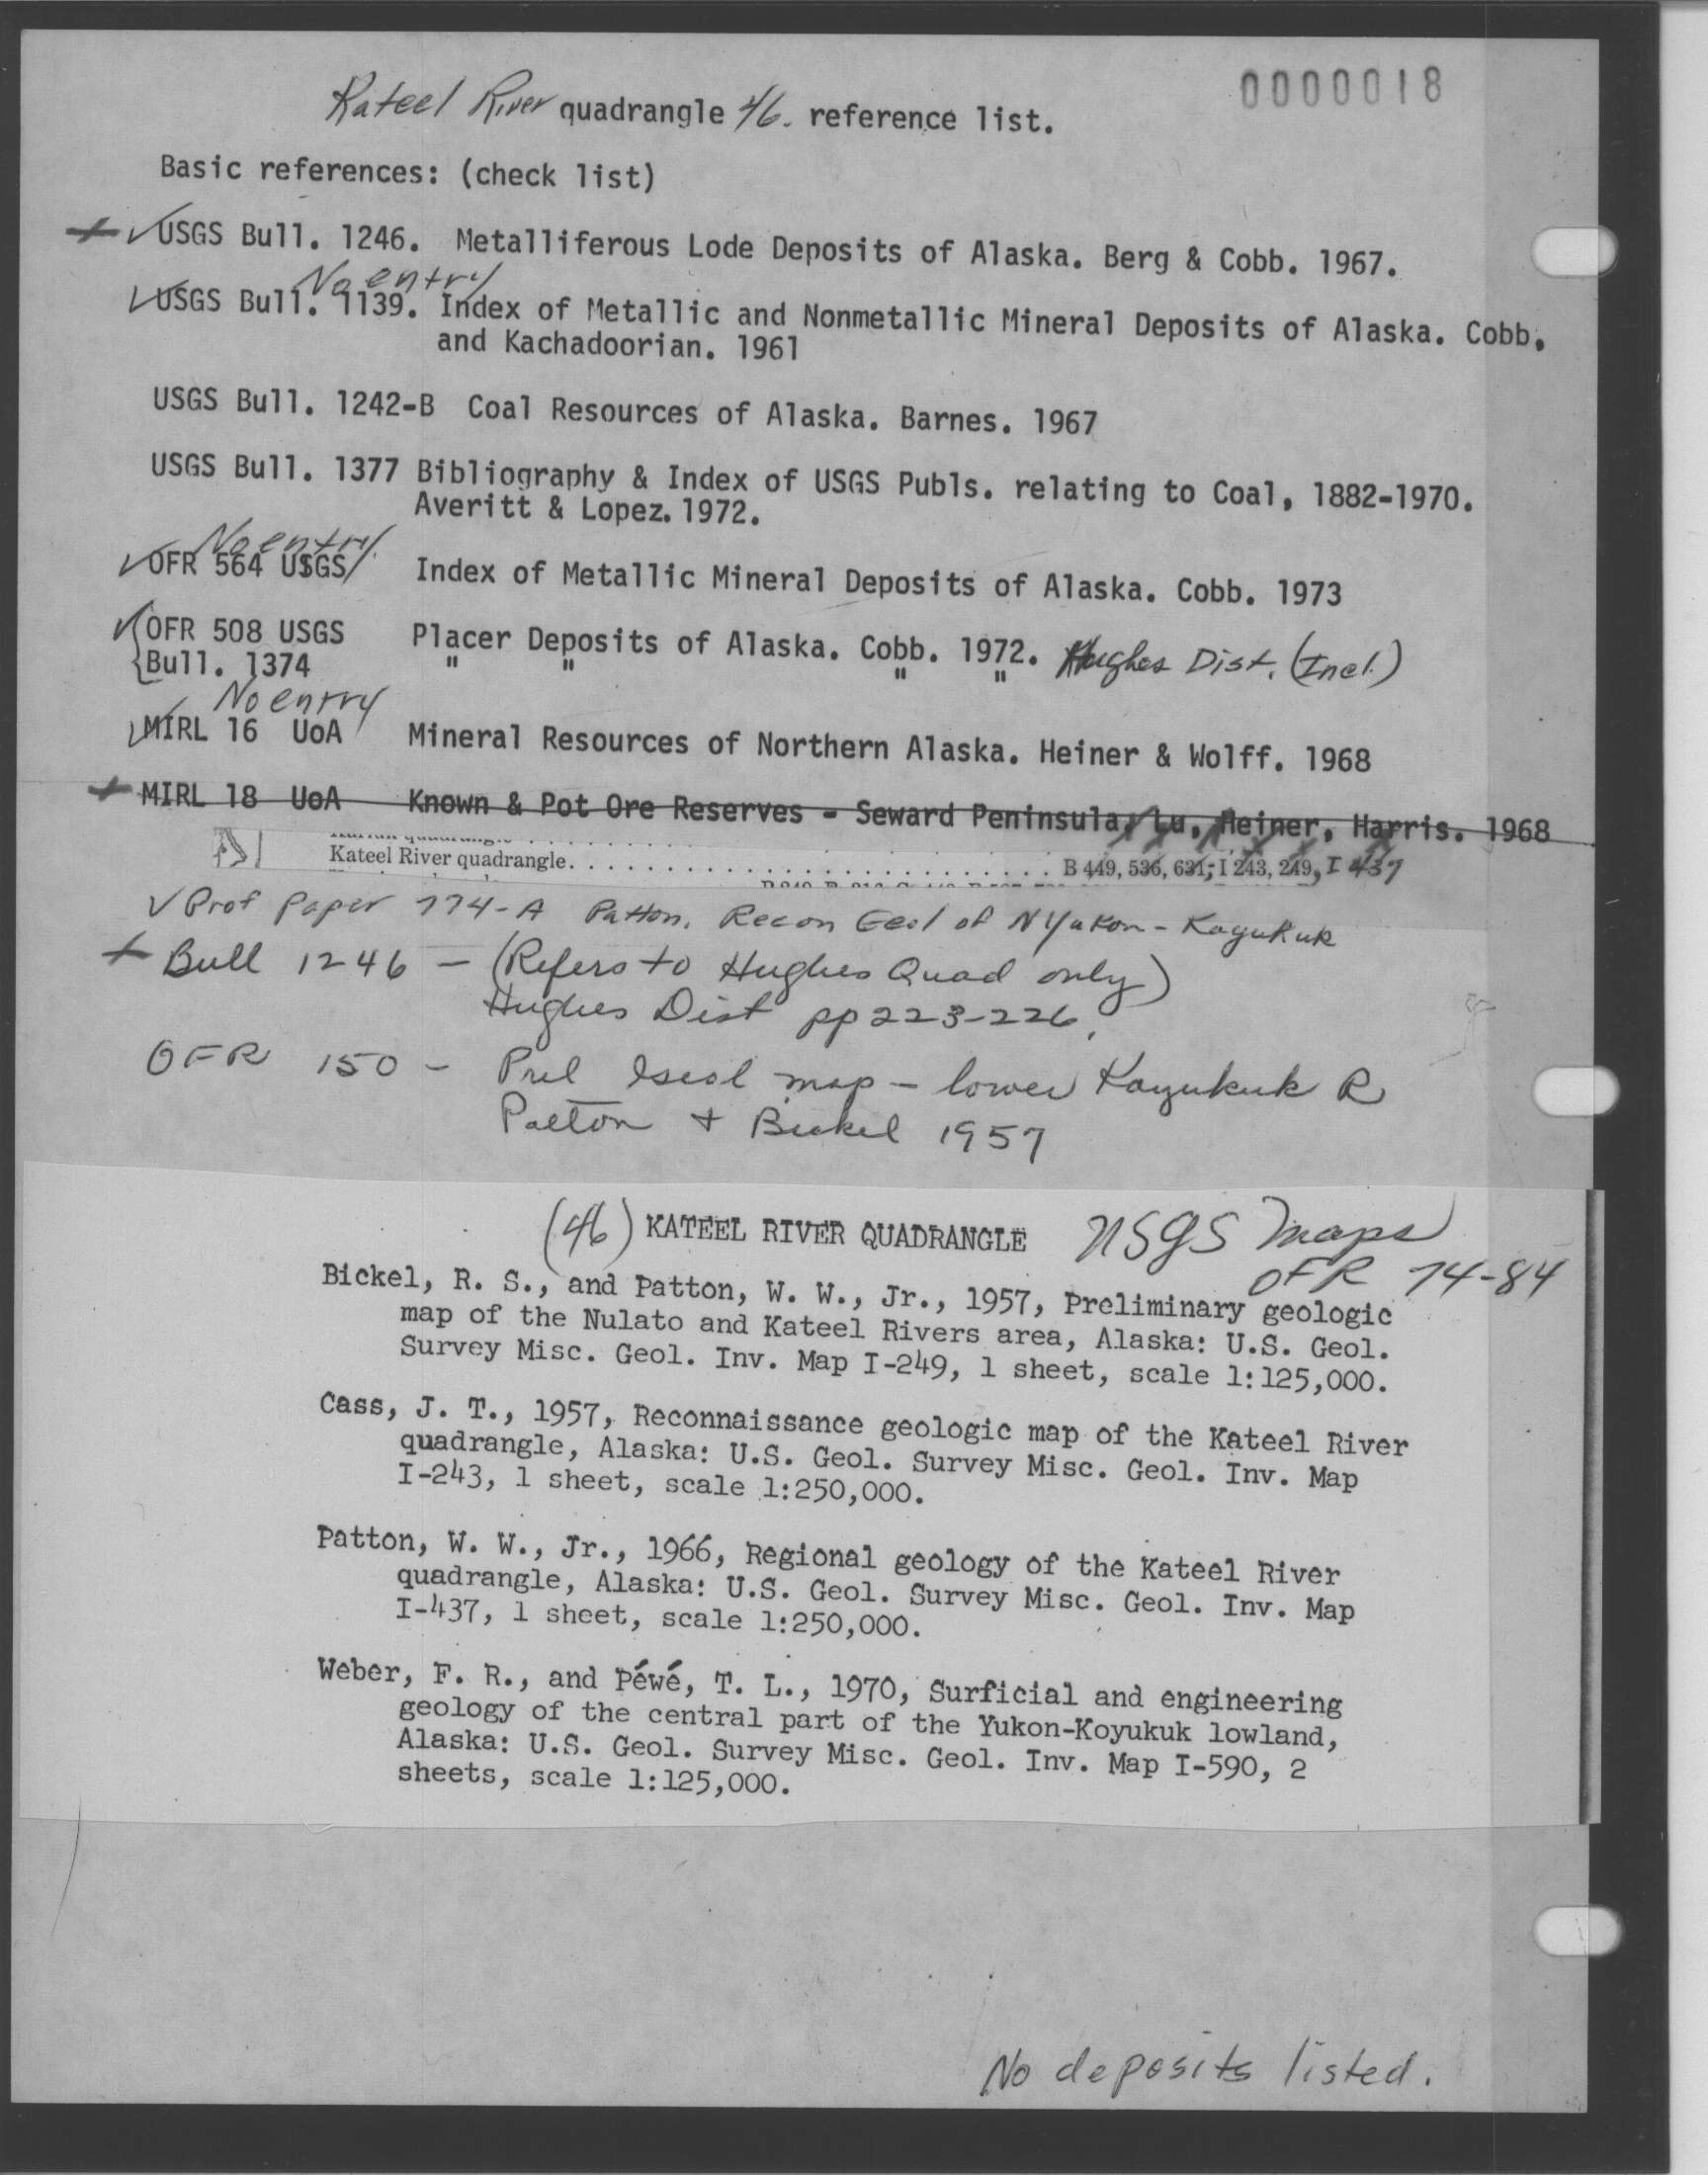 0000018
Kateel River quadrangle 46. reference list.
Basic references: (check list)
USGS Bull. 1246. Metalliferous Lode Deposits of Alaska. Berg & Cobb. 1967.
No entry
USGS Bull. 1139. Index of Metallic and Nonmetallic Mineral Deposits of Alaska. Cobb,
and Kachadoorian. 1961
USGS Bull. 1242-B Coal Resources of Alaska. Barnes. 1967
USGS Bull. 1377 Bibliography & Index of USGS Publs. relating to Coal, 1882-1970.
Averitt & Lopez. 1972.
No entry.
OFR 564 USGS Index of Metallic Mineral Deposits of Alaska. Cobb. 1973
OFR 508 USGS Placer Deposits of Alaska. Cobb. 1972. Hughes Dist. (Incl.)
Bull. 1374 " " " "
No entry
MIRL 16 UoA Mineral Resources of Northern Alaska. Heiner & Wolff. 1968
MIRL 18 UoA Known & Pot Ore Reserves - Seward Peninsula, Lu, Heiner, Harris. 1968
Kateel River quadrangle. . . . . . . . . . . . . . . . . . . . . . . . . . B 449, 536, 631; I 243, 249, I 437
Prof Paper 774-A Patton. Recon Geol of N Yukon-Koyukuk
Bull 1246 - (Refers to Hughes Quad only)
Hughes Dist pp 223-226.
OFR 150 - Prel Geol map - lower Koyukuk R
Patton + Bickel 1957
(46) KATEEL RIVER QUADRANGLE USGS Maps
OFR 74-84
Bickel, R. S., and Patton, W. W., Jr., 1957, Preliminary geologic
map of the Nulato and Kateel Rivers area, Alaska: U.S. Geol.
Survey Misc. Geol. Inv. Map I-249, 1 sheet, scale 1:125,000.
Cass, J. T., 1957, Reconnaissance geologic map of the Kateel River
quadrangle, Alaska: U.S. Geol. Survey Misc. Geol. Inv. Map
I-243, 1 sheet, scale 1:250,000.
Patton, W. W., Jr., 1966, Regional geology of the Kateel River
quadrangle, Alaska: U.S. Geol. Survey Misc. Geol. Inv. Map
I-437, 1 sheet, scale 1:250,000.
Weber, F. R., and Péwé, T. L., 1970, Surficial and engineering
geology of the central part of the Yukon-Koyukuk lowland,
Alaska: U.S. Geol. Survey Misc. Geol. Inv. Map I-590, 2
sheets, scale 1:125,000.
No deposits listed.